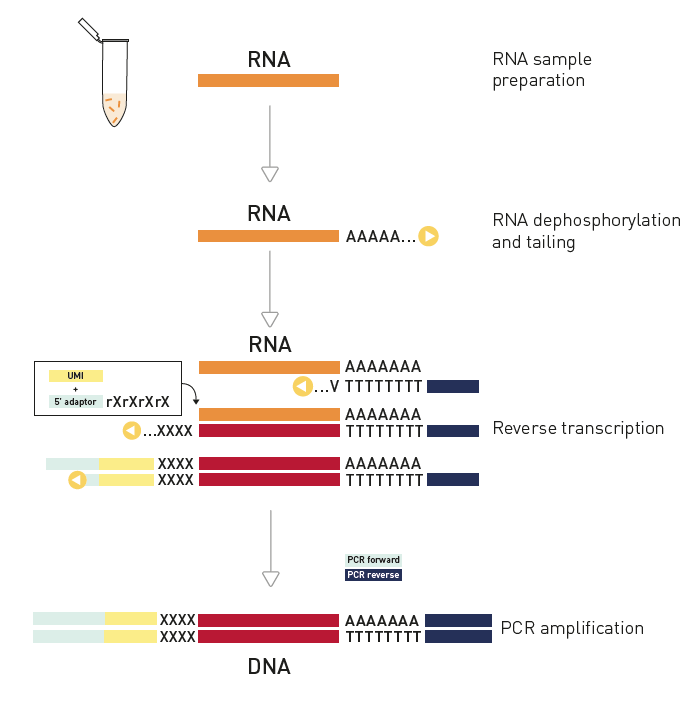 RNA
RNA sample
preparation
RNA
AAAAA...
RNA dephosphorylation
and tailing
RNA
AAAAAAA
UMI
+
5' adaptor rXrXrXrX
...V TTTTTTTT
AAAAAAA
...XXXX
TTTTTTTT
Reverse transcription
XXXX
AAAAAAA
XXXX
TTTTTTTT
PCR forward
PCR reverse
XXXX
AAAAAAA
XXXX
TTTTTTTT
PCR amplification
DNA